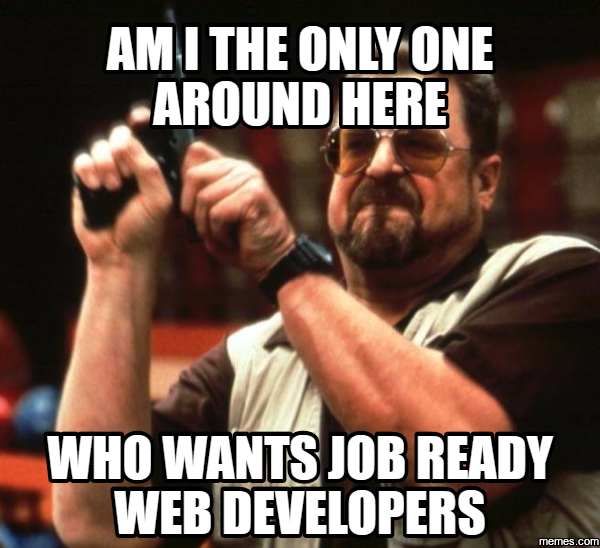 AM I THE ONLY ONE
AROUND HERE
WHO WANTS JOB READY
WEB DEVELOPERS
memes.com